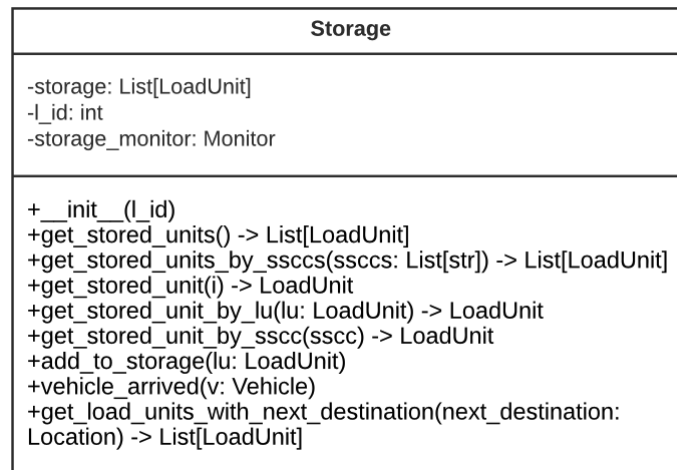 Storage
-storage: List[LoadUnit]
-l_id: int
-storage_monitor: Monitor
+__init__(l_id)
+get_stored_units() -> List[LoadUnit]
+get_stored_units_by_ssccs(ssccs: List[str]) -> List[LoadUnit]
+get_stored_unit(i) -> LoadUnit
+get_stored_unit_by_lu(lu: LoadUnit) -> LoadUnit
+get_stored_unit_by_sscc(sscc) -> LoadUnit
+add_to_storage(lu: LoadUnit)
+vehicle_arrived(v: Vehicle)
+get_load_units_with_next_destination(next_destination:
Location) -> List[LoadUnit]